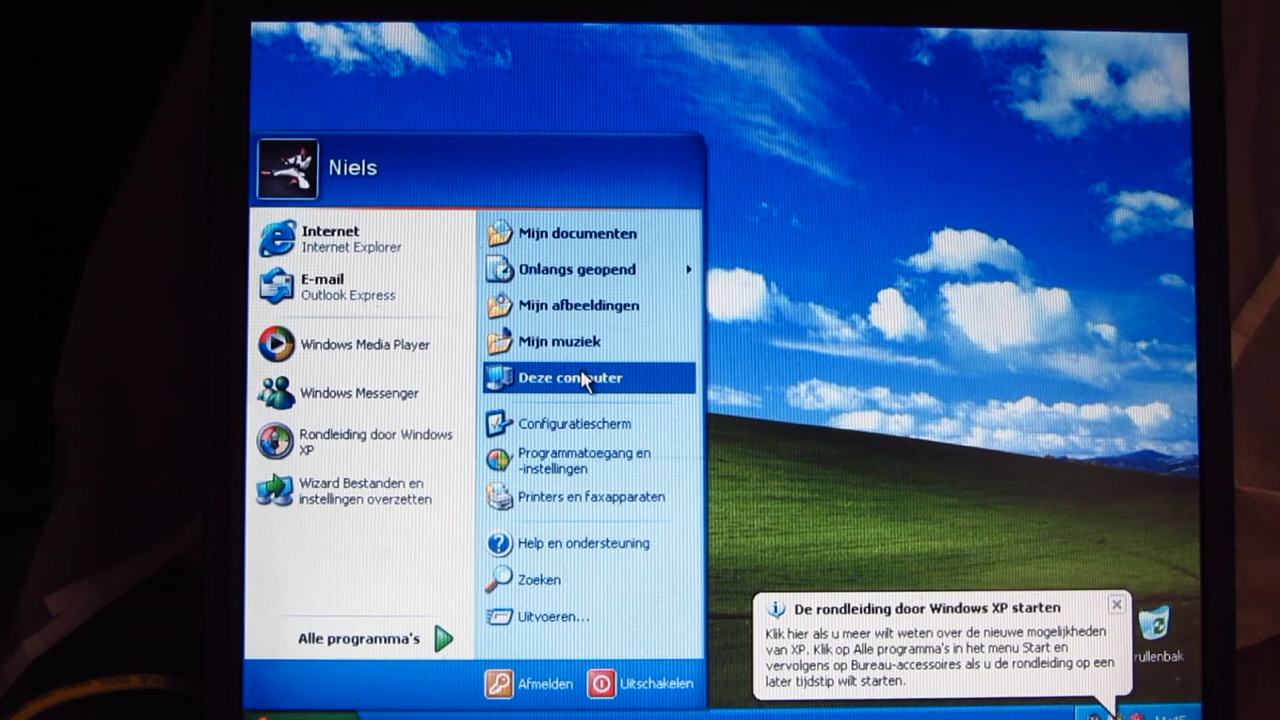 Niels
Internet
Internet Explorer
E-mail
Outlook Express
Windows Media Player
Windows Messenger
Rondleiding door Windows
XP
Wizard Bestanden en
instellingen overzetten
Alle programma's
Mijn documenten
Onlangs geopend
Mijn afbeeldingen
Mijn muziek
Deze computer
Configuratiescherm
Programmatoegang en
-instellingen
Printers en faxapparaten
Help en ondersteuning
Zoeken
Uitvoeren...
Afmelden
Uitschakelen
De rondleiding door Windows XP starten
Klik hier als u meer wilt weten over de nieuwe mogelijkheden
van XP. Klik op Alle programma's in het menu Start en
vervolgens op Bureau-accessoires als u de rondleiding op een
later tijdstip wilt starten.
rullenbak